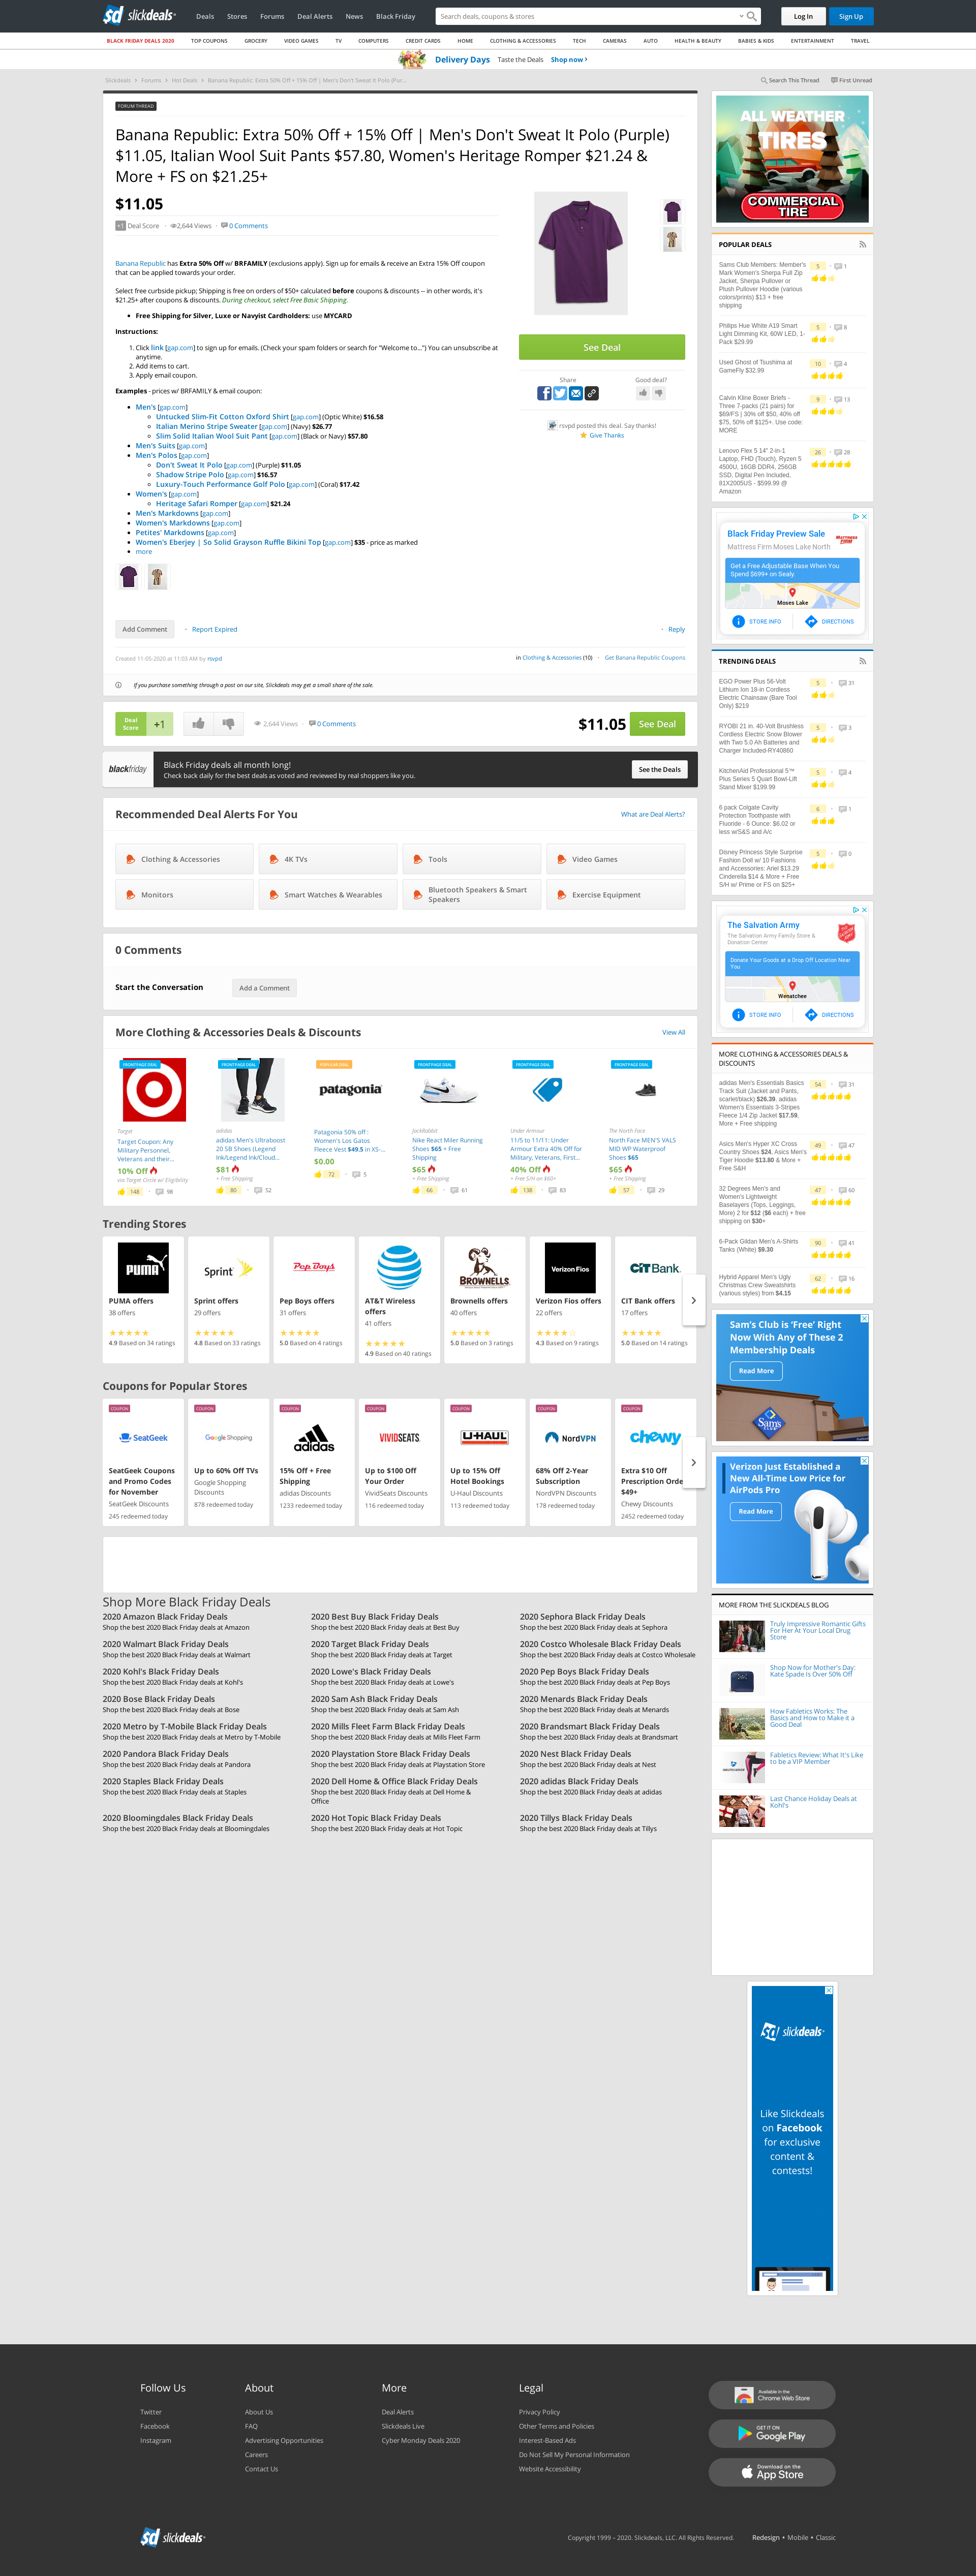 slickdeals
Deals Stores Forums Deal Alerts News Black Friday
Search deals, coupons & stores
Log In
Sign Up
BLACK FRIDAY DEALS 2020 TOP COUPONS GROCERY VIDEO GAMES TV COMPUTERS CREDIT CARDS HOME CLOTHING & ACCESSORIES TECH CAMERAS AUTO HEALTH & BEAUTY BABIES & KIDS ENTERTAINMENT TRAVEL
Delivery Days Taste the Deals Shop now ›
Slickdeals > Forums > Hot Deals > Banana Republic: Extra 50% Off + 15% Off | Men's Don't Sweat It Polo (Pur...
Search This Thread First Unread
FORUM THREAD
Banana Republic: Extra 50% Off + 15% Off | Men's Don't Sweat It Polo (Purple)
$11.05, Italian Wool Suit Pants $57.80, Women's Heritage Romper $21.24 &
More + FS on $21.25+
$11.05
+1 Deal Score · 2,644 Views · 0 Comments
Banana Republic has Extra 50% Off w/ BRFAMILY (exclusions apply). Sign up for emails & receive an Extra 15% Off coupon
that can be applied towards your order.
Select free curbside pickup; Shipping is free on orders of $50+ calculated before coupons & discounts -- in other words, it's
$21.25+ after coupons & discounts. During checkout, select Free Basic Shipping.
Free Shipping for Silver, Luxe or Navyist Cardholders: use MYCARD
Instructions:
1. Click link [gap.com] to sign up for emails. (Check your spam folders or search for "Welcome to...") You can unsubscribe at
anytime.
2. Add items to cart.
3. Apply email coupon.
Examples - prices w/ BRFAMILY & email coupon:
Men's [gap.com]
Untucked Slim-Fit Cotton Oxford Shirt [gap.com] (Optic White) $16.58
Italian Merino Stripe Sweater [gap.com] (Navy) $26.77
Slim Solid Italian Wool Suit Pant [gap.com] (Black or Navy) $57.80
Men's Suits [gap.com]
Men's Polos [gap.com]
Don't Sweat It Polo [gap.com] (Purple) $11.05
Shadow Stripe Polo [gap.com] $16.57
Luxury-Touch Performance Golf Polo [gap.com] (Coral) $17.42
Women's [gap.com]
Heritage Safari Romper [gap.com] $21.24
Men's Markdowns [gap.com]
Women's Markdowns [gap.com]
Petites' Markdowns [gap.com]
Women's Eberjey | So Solid Grayson Ruffle Bikini Top [gap.com] $35 - price as marked
more
See Deal
Share
Good deal?
rsvpd posted this deal. Say thanks!
Give Thanks
Add Comment · Report Expired
· Reply
Created 11-05-2020 at 11:03 AM by rsvpd
in Clothing & Accessories (10) · Get Banana Republic Coupons
If you purchase something through a post on our site, Slickdeals may get a small share of the sale.
Deal
Score
+1
2,644 Views · 0 Comments
$11.05
See Deal
blackfriday
Black Friday deals all month long!
Check back daily for the best deals as voted and reviewed by real shoppers like you.
See the Deals
Recommended Deal Alerts For You
What are Deal Alerts?
Clothing & Accessories
4K TVs
Tools
Video Games
Monitors
Smart Watches & Wearables
Bluetooth Speakers & Smart
Speakers
Exercise Equipment
0 Comments
Start the Conversation
Add a Comment
More Clothing & Accessories Deals & Discounts
View All
FRONTPAGE DEAL
Target
Target Coupon: Any
Military Personnel,
Veterans and their...
10% Off
via Target Circle w/ Eligibility
148 · 98
FRONTPAGE DEAL
adidas
adidas Men's Ultraboost
20 SB Shoes (Legend
Ink/Legend Ink/Cloud...
$81
+ Free Shipping
80 · 52
POPULAR DEAL
patagonia
Patagonia 50% off :
Women's Los Gatos
Fleece Vest $49.5 in XS-...
$0.00
72 · 5
FRONTPAGE DEAL
JackRabbit
Nike React Miler Running
Shoes $65 + Free
Shipping
$65
+ Free Shipping
66 · 61
FRONTPAGE DEAL
Under Armour
11/5 to 11/11: Under
Armour Extra 40% Off for
Military, Veterans, First...
40% Off
+ Free S/H on $60+
138 · 83
FRONTPAGE DEAL
The North Face
North Face MEN'S VALS
MID WP Waterproof
Shoes $65
$65
+ Free Shipping
57 · 29
Trending Stores
PUMA
PUMA offers
38 offers
4.9 Based on 34 ratings
Sprint
Sprint offers
29 offers
4.8 Based on 33 ratings
Pep Boys
Pep Boys offers
31 offers
5.0 Based on 4 ratings
AT&T Wireless
offers
41 offers
4.9 Based on 40 ratings
BROWNELLS
Brownells offers
40 offers
5.0 Based on 3 ratings
Verizon Fios
Verizon Fios offers
22 offers
4.3 Based on 9 ratings
CIT Bank
CIT Bank offers
17 offers
5.0 Based on 14 ratings
Coupons for Popular Stores
COUPON
SeatGeek
SeatGeek Coupons
and Promo Codes
for November
SeatGeek Discounts
245 redeemed today
COUPON
Google Shopping
Up to 60% Off TVs
Google Shopping
Discounts
878 redeemed today
COUPON
adidas
15% Off + Free
Shipping
adidas Discounts
1233 redeemed today
COUPON
VIVIDSEATS
Up to $100 Off
Your Order
VividSeats Discounts
116 redeemed today
COUPON
U-HAUL
Up to 15% Off
Hotel Bookings
U-Haul Discounts
113 redeemed today
COUPON
NordVPN
68% Off 2-Year
Subscription
NordVPN Discounts
178 redeemed today
COUPON
chewy
Extra $10 Off
Prescription Orde
$49+
Chewy Discounts
2452 redeemed today
Shop More Black Friday Deals
2020 Amazon Black Friday Deals
Shop the best 2020 Black Friday deals at Amazon
2020 Best Buy Black Friday Deals
Shop the best 2020 Black Friday deals at Best Buy
2020 Sephora Black Friday Deals
Shop the best 2020 Black Friday deals at Sephora
2020 Walmart Black Friday Deals
Shop the best 2020 Black Friday deals at Walmart
2020 Target Black Friday Deals
Shop the best 2020 Black Friday deals at Target
2020 Costco Wholesale Black Friday Deals
Shop the best 2020 Black Friday deals at Costco Wholesale
2020 Kohl's Black Friday Deals
Shop the best 2020 Black Friday deals at Kohl's
2020 Lowe's Black Friday Deals
Shop the best 2020 Black Friday deals at Lowe's
2020 Pep Boys Black Friday Deals
Shop the best 2020 Black Friday deals at Pep Boys
2020 Bose Black Friday Deals
Shop the best 2020 Black Friday deals at Bose
2020 Sam Ash Black Friday Deals
Shop the best 2020 Black Friday deals at Sam Ash
2020 Menards Black Friday Deals
Shop the best 2020 Black Friday deals at Menards
2020 Metro by T-Mobile Black Friday Deals
Shop the best 2020 Black Friday deals at Metro by T-Mobile
2020 Mills Fleet Farm Black Friday Deals
Shop the best 2020 Black Friday deals at Mills Fleet Farm
2020 Brandsmart Black Friday Deals
Shop the best 2020 Black Friday deals at Brandsmart
2020 Pandora Black Friday Deals
Shop the best 2020 Black Friday deals at Pandora
2020 Playstation Store Black Friday Deals
Shop the best 2020 Black Friday deals at Playstation Store
2020 Nest Black Friday Deals
Shop the best 2020 Black Friday deals at Nest
2020 Staples Black Friday Deals
Shop the best 2020 Black Friday deals at Staples
2020 Dell Home & Office Black Friday Deals
Shop the best 2020 Black Friday deals at Dell Home &
Office
2020 adidas Black Friday Deals
Shop the best 2020 Black Friday deals at adidas
2020 Bloomingdales Black Friday Deals
Shop the best 2020 Black Friday deals at Bloomingdales
2020 Hot Topic Black Friday Deals
Shop the best 2020 Black Friday deals at Hot Topic
2020 Tillys Black Friday Deals
Shop the best 2020 Black Friday deals at Tillys
ALL WEATHER
TIRES
COMMERCIAL
TIRE
POPULAR DEALS
Sams Club Members: Member's
Mark Women's Sherpa Full Zip
Jacket, Sherpa Pullover or
Plush Pullover Hoodie (various
colors/prints) $13 + free
shipping
5 · 1
Philips Hue White A19 Smart
Light Dimming Kit, 60W LED, 1-
Pack $29.99
5 · 8
Used Ghost of Tsushima at
GameFly $32.99
10 · 4
Calvin Kline Boxer Briefs -
Three 7-packs (21 pairs) for
$69/FS | 30% off $50, 40% off
$75, 50% off $125+. Use code:
MORE
9 · 13
Lenovo Flex 5 14" 2-in-1
Laptop, FHD (Touch), Ryzen 5
4500U, 16GB DDR4, 256GB
SSD, Digital Pen Included,
81X2005US - $599.99 @
Amazon
26 · 28
Black Friday Preview Sale
Mattress Firm Moses Lake North
MATTRESS
FIRM
Get a Free Adjustable Base When You
Spend $699+ on Sealy
Moses Lake
STORE INFO
DIRECTIONS
TRENDING DEALS
EGO Power Plus 56-Volt
Lithium Ion 18-in Cordless
Electric Chainsaw (Bare Tool
Only) $219
5 · 31
RYOBI 21 in. 40-Volt Brushless
Cordless Electric Snow Blower
with Two 5.0 Ah Batteries and
Charger Included-RY40860
5 · 3
KitchenAid Professional 5™
Plus Series 5 Quart Bowl-Lift
Stand Mixer $199.99
5 · 4
6 pack Colgate Cavity
Protection Toothpaste with
Fluoride - 6 Ounce: $6.02 or
less w/S&S and A/c
6 · 1
Disney Princess Style Surprise
Fashion Doll w/ 10 Fashions
and Accessories: Ariel $13.29
Cinderella $14 & More + Free
S/H w/ Prime or FS on $25+
5 · 0
The Salvation Army
The Salvation Army Family Store &
Donation Center
Donate Your Goods at a Drop Off Location Near
You
Wenatchee
STORE INFO
DIRECTIONS
MORE CLOTHING & ACCESSORIES DEALS &
DISCOUNTS
adidas Men's Essentials Basics
Track Suit (Jacket and Pants,
scarlet/black) $26.39, adidas
Women's Essentials 3-Stripes
Fleece 1/4 Zip Jacket $17.59,
More + Free shipping
54 · 31
Asics Men's Hyper XC Cross
Country Shoes $24, Asics Men's
Tiger Hoodie $13.80 & More +
Free S&H
49 · 47
32 Degrees Men's and
Women's Lightweight
Baselayers (Tops, Leggings,
More) 2 for $12 ($6 each) + free
shipping on $30+
47 · 60
6-Pack Gildan Men's A-Shirts
Tanks (White) $9.30
90 · 41
Hybrid Apparel Men's Ugly
Christmas Crew Sweatshirts
(various styles) from $4.15
62 · 16
Sam's Club is 'Free' Right
Now With Any of These 2
Membership Deals
Read More
Sam's
Verizon Just Established a
New All-Time Low Price for
AirPods Pro
Read More
MORE FROM THE SLICKDEALS BLOG
Truly Impressive Romantic Gifts
For Her At Your Local Drug
Store
Shop Now for Mother's Day:
Kate Spade Is Over 50% Off
How Fabletics Works: The
Basics and How to Make it a
Good Deal
Fabletics Review: What It's Like
to be a VIP Member
Last Chance Holiday Deals at
Kohl's
slickdeals
Like Slickdeals
on Facebook
for exclusive
content &
contests!
Follow Us
Twitter
Facebook
Instagram
About
About Us
FAQ
Advertising Opportunities
Careers
Contact Us
More
Deal Alerts
Slickdeals Live
Cyber Monday Deals 2020
Legal
Privacy Policy
Other Terms and Policies
Interest-Based Ads
Do Not Sell My Personal Information
Website Accessibility
Available in the
Chrome Web Store
GET IT ON
Google Play
Download on the
App Store
slickdeals
Copyright 1999 – 2020. Slickdeals, LLC. All Rights Reserved. Redesign • Mobile • Classic